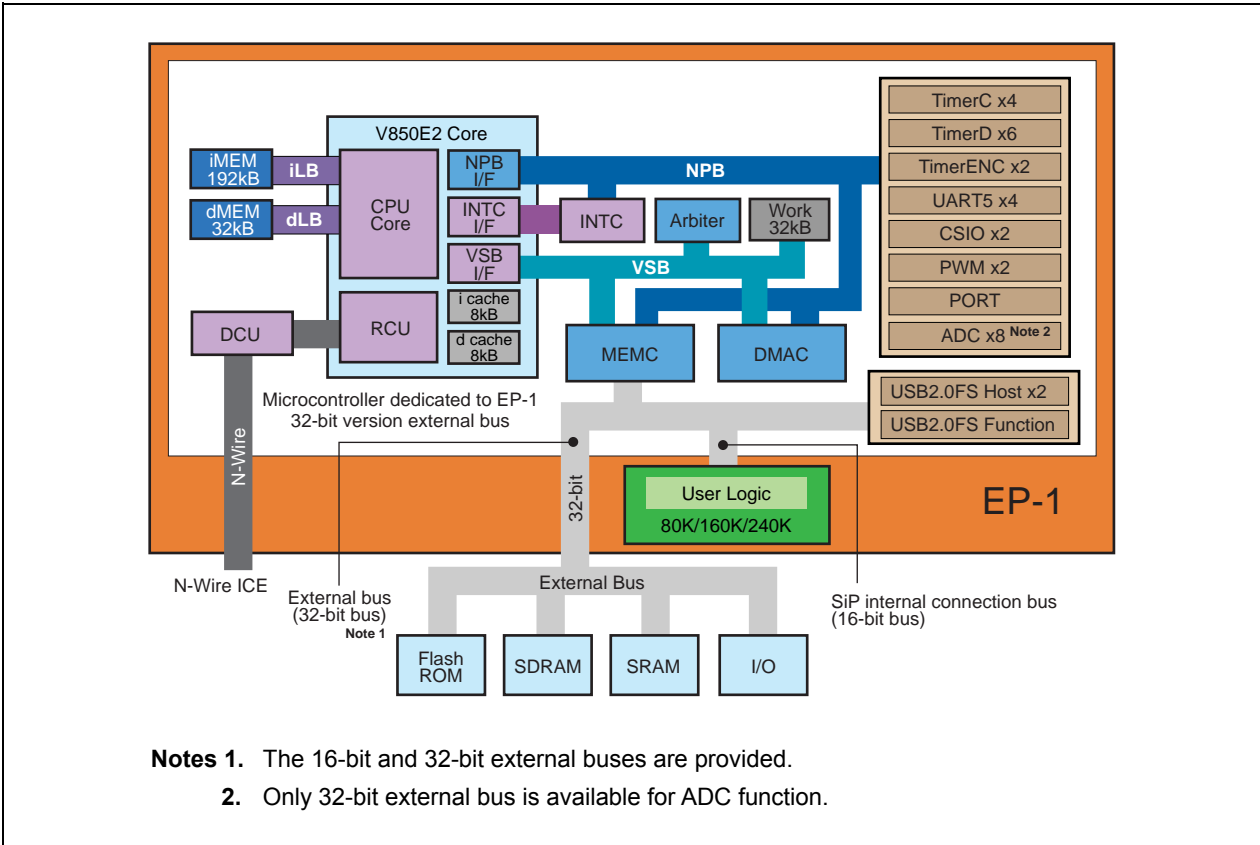 V850E2 Core
iMEM
192kB
iLB
dMEM
32kB
dLB
CPU
Core
NPB
I/F
INTC
I/F
VSB
I/F
RCU
i cache
8kB
d cache
8kB
DCU
NPB
INTC
Arbiter
Work
32kB
VSB
MEMC
DMAC
TimerC x4
TimerD x6
TimerENC x2
UART5 x4
CSIO x2
PWM x2
PORT
ADC x8 Note 2
USB2.0FS Host x2
USB2.0FS Function
Microcontroller dedicated to EP-1
32-bit version external bus
N-Wire
32-bit
User Logic
80K/160K/240K
EP-1
N-Wire ICE
External bus
(32-bit bus)
Note 1
External Bus
SiP internal connection bus
(16-bit bus)
Flash
ROM
SDRAM
SRAM
I/O
Notes 1. The 16-bit and 32-bit external buses are provided.
2. Only 32-bit external bus is available for ADC function.